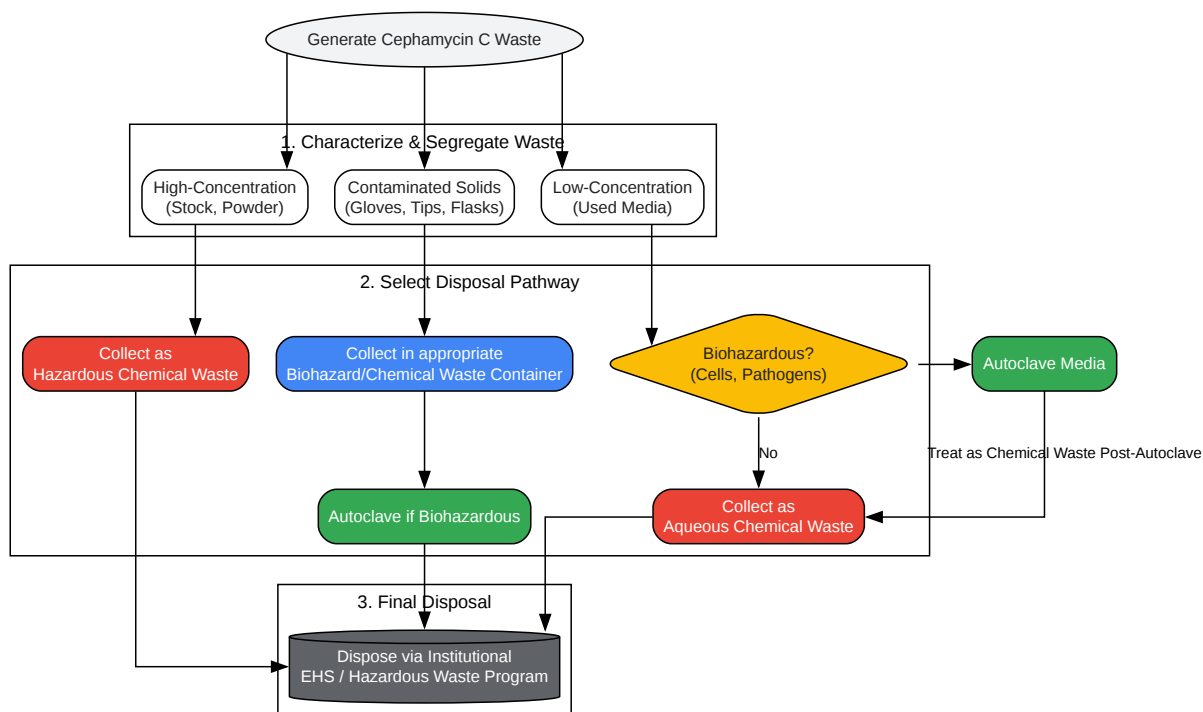 Generate Cephamycin C Waste
1. Characterize & Segregate Waste
High-Concentration
(Stock, Powder)
Contaminated Solids
(Gloves, Tips, Flasks)
Low-Concentration
(Used Media)
2. Select Disposal Pathway
Collect as
Hazardous Chemical Waste
Collect in appropriate
Biohazard/Chemical Waste Container
Biohazardous?
(Cells, Pathogens)
Autoclave Media
No
Treat as Chemical Waste Post-Autoclave
Autoclave if Biohazardous
Collect as
Aqueous Chemical Waste
3. Final Disposal
Dispose via Institutional
EHS / Hazardous Waste Program